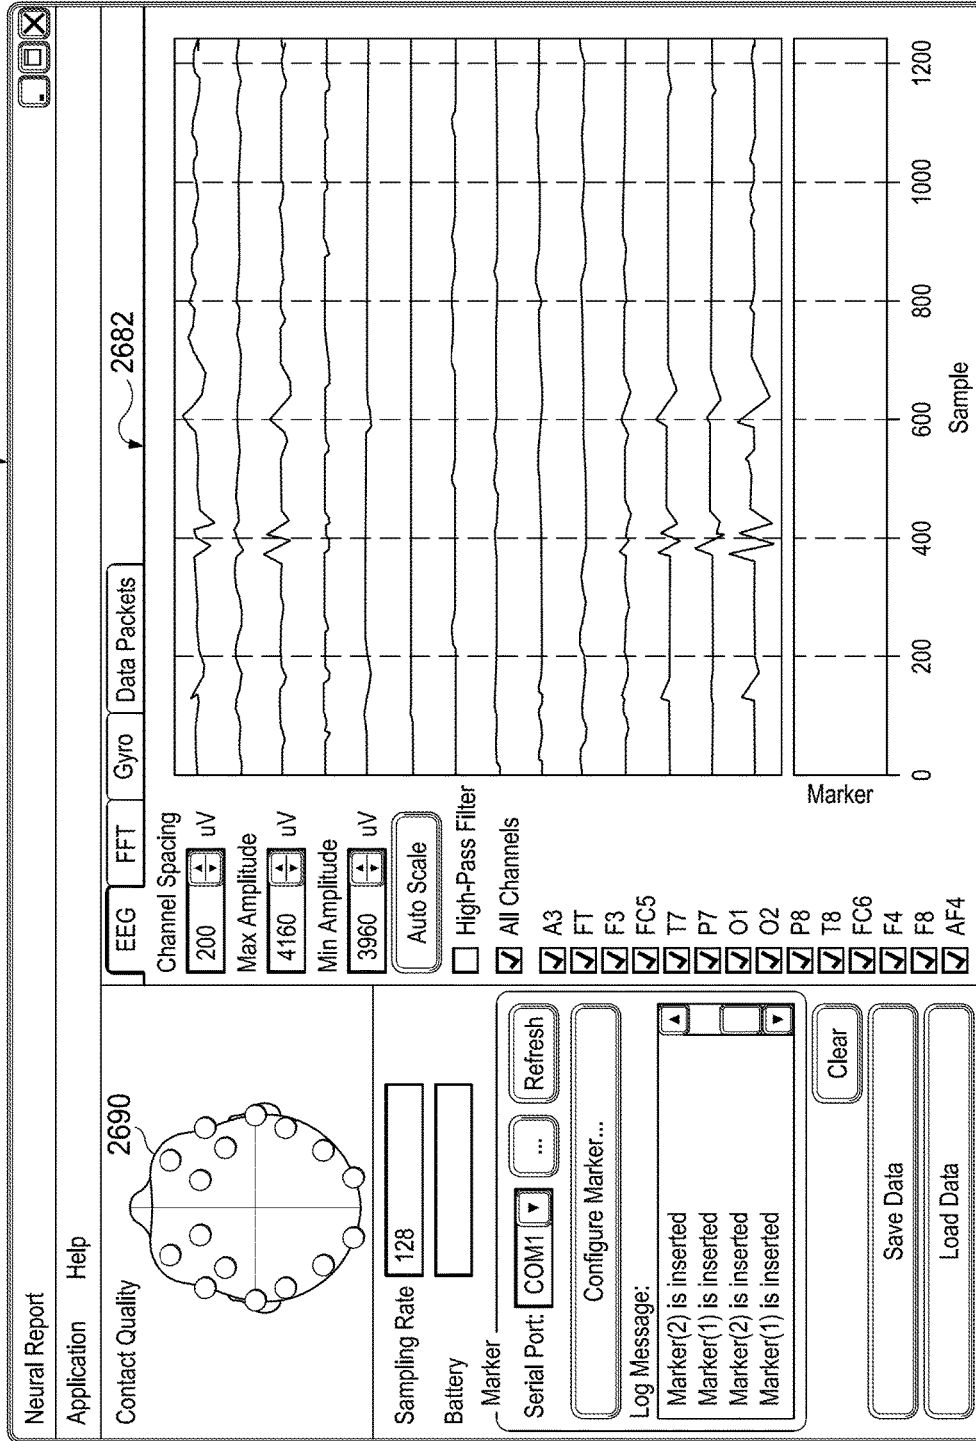 Neural Report
Application Help
Contact Quality
2690
Sampling Rate 128
Battery
Marker
Serial Port: COM1 ... Refresh
Configure Marker...
Log Message:
Marker(2) is inserted
Marker(1) is inserted
Marker(2) is inserted
Marker(1) is inserted
Clear
Save Data
Load Data
EEG FFT Gyro Data Packets
2682
Channel Spacing
200 uV
Max Amplitude
4160 uV
Min Amplitude
3960 uV
Auto Scale
High-Pass Filter
All Channels
A3
FT
F3
FC5
T7
P7
O1
O2
P8
T8
FC6
F4
F8
AF4
Marker
0 200 400 600 800 1000 1200
Sample